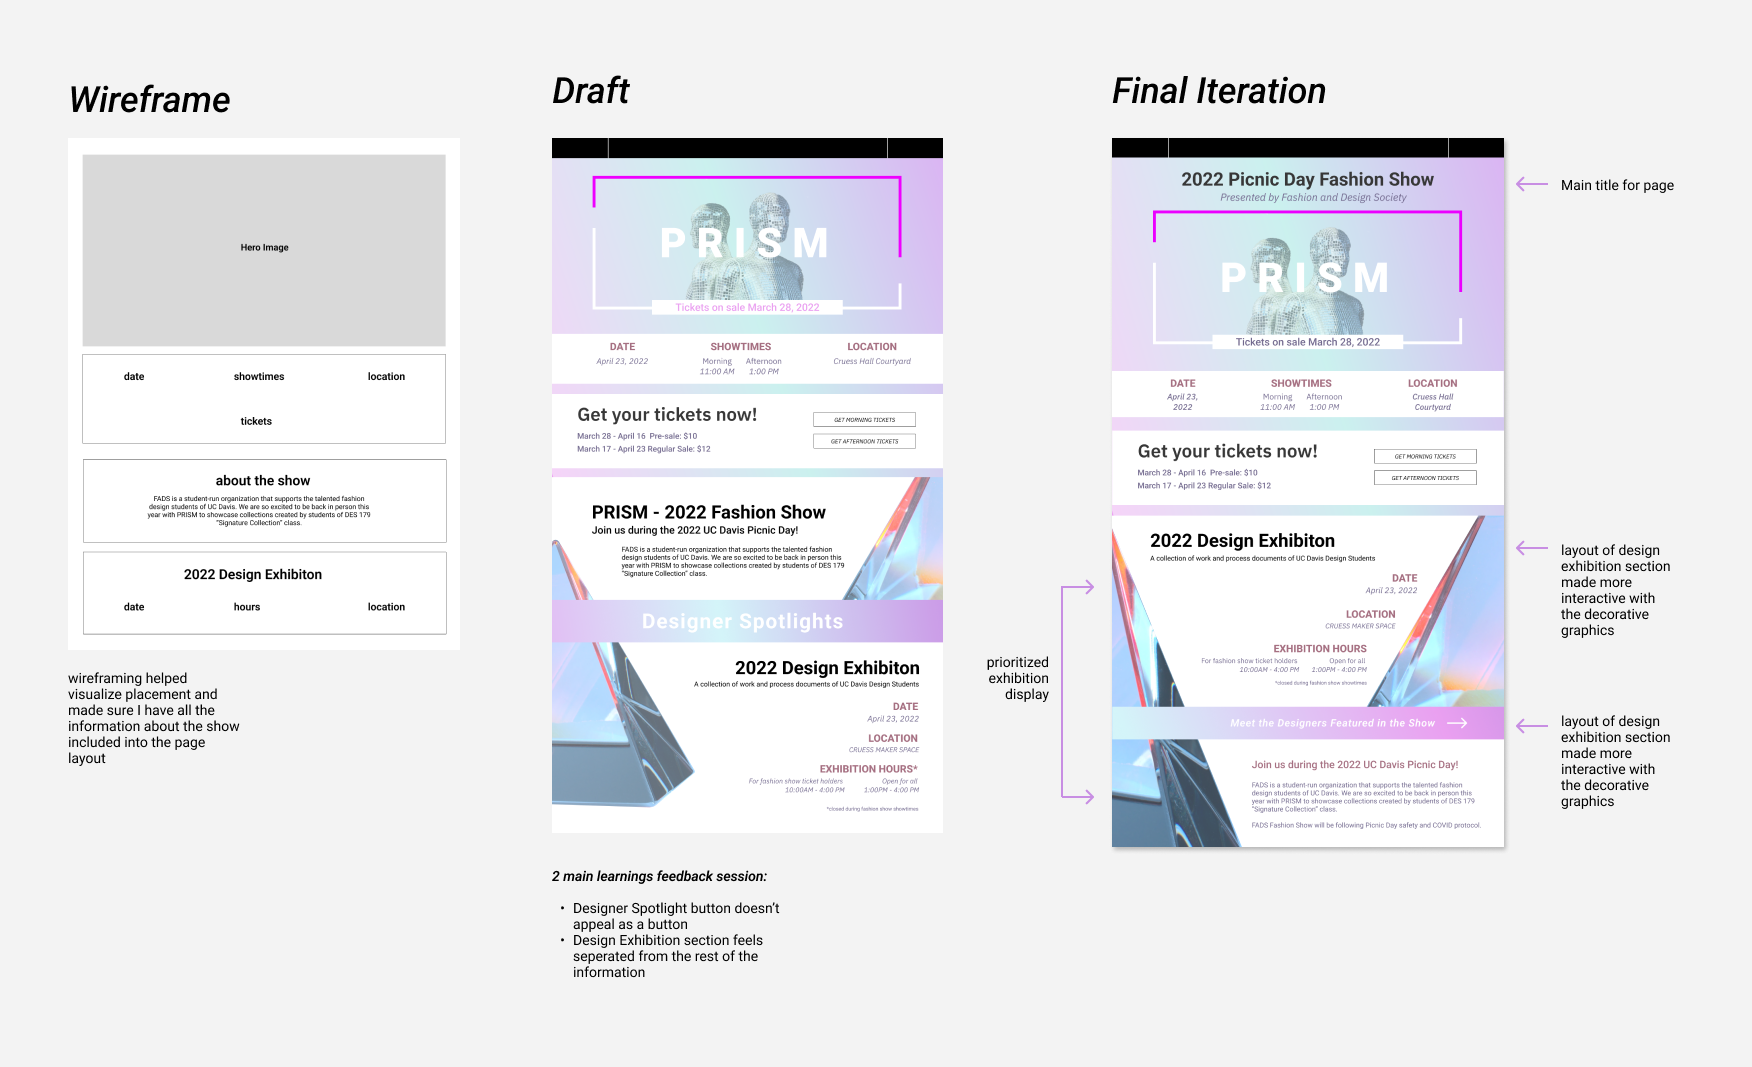 Wireframe
Hero Image
date showtimes location
tickets
about the show
FADS is a student-run organization that supports the talented fashion
design students of UC Davis. We are so excited to be back in person this
year with PRISM to showcase collections created by students of DES 179
"Signature Collection" class.
2022 Design Exhibiton
date hours location
wireframing helped
visualize placement and
made sure I have all the
information about the show
included into the page
layout
Draft
PRISM
Tickets on sale March 28, 2022
DATE SHOWTIMES LOCATION
April 23, 2022 Morning Afternoon Cruess Hall Courtyard
11:00 AM 1:00 PM
Get your tickets now!
March 28 - April 16 Pre-sale: $10
March 17 - April 23 Regular Sale: $12
GET MORNING TICKETS
GET AFTERNOON TICKETS
PRISM - 2022 Fashion Show
Join us during the 2022 UC Davis Picnic Day!
FADS is a student-run organization that supports the talented fashion
design students of UC Davis. We are so excited to be back in person this
year with PRISM to showcase collections created by students of DES 179
"Signature Collection" class.
Designer Spotlights
2022 Design Exhibiton
A collection of work and process documents of UC Davis Design Students
DATE
April 23, 2022
LOCATION
CRUESS MAKER SPACE
EXHIBITION HOURS*
For fashion show ticket holders Open for all
10:00AM - 4:00 PM 1:00PM - 4:00 PM
*closed during fashion show showtimes
2 main learnings feedback session:
• Designer Spotlight button doesn't
appeal as a button
• Design Exhibition section feels
seperated from the rest of the
information
Final Iteration
2022 Picnic Day Fashion Show
Presented by Fashion and Design Society
PRISM
Tickets on sale March 28, 2022
DATE SHOWTIMES LOCATION
April 23, Morning Afternoon Cruess Hall
2022 11:00 AM 1:00 PM Courtyard
Get your tickets now!
March 28 - April 16 Pre-sale: $10
March 17 - April 23 Regular Sale: $12
GET MORNING TICKETS
GET AFTERNOON TICKETS
2022 Design Exhibiton
A collection of work and process documents of UC Davis Design Students
DATE
April 23, 2022
LOCATION
CRUESS MAKER SPACE
EXHIBITION HOURS
For fashion show ticket holders Open for all
10:00AM - 4:00 PM 1:00PM - 4:00 PM
*closed during fashion show showtimes
Meet the Designers Featured in the Show
Join us during the 2022 UC Davis Picnic Day!
FADS is a student-run organization that supports the talented fashion
design students of UC Davis. We are so excited to be back in person this
year with PRISM to showcase collections created by students of DES 179
"Signature Collection" class.
FADS Fashion Show will be following Picnic Day safety and COVID protocol.
prioritized
exhibition
display
Main title for page
layout of design
exhibition section
made more
interactive with
the decorative
graphics
layout of design
exhibition section
made more
interactive with
the decorative
graphics